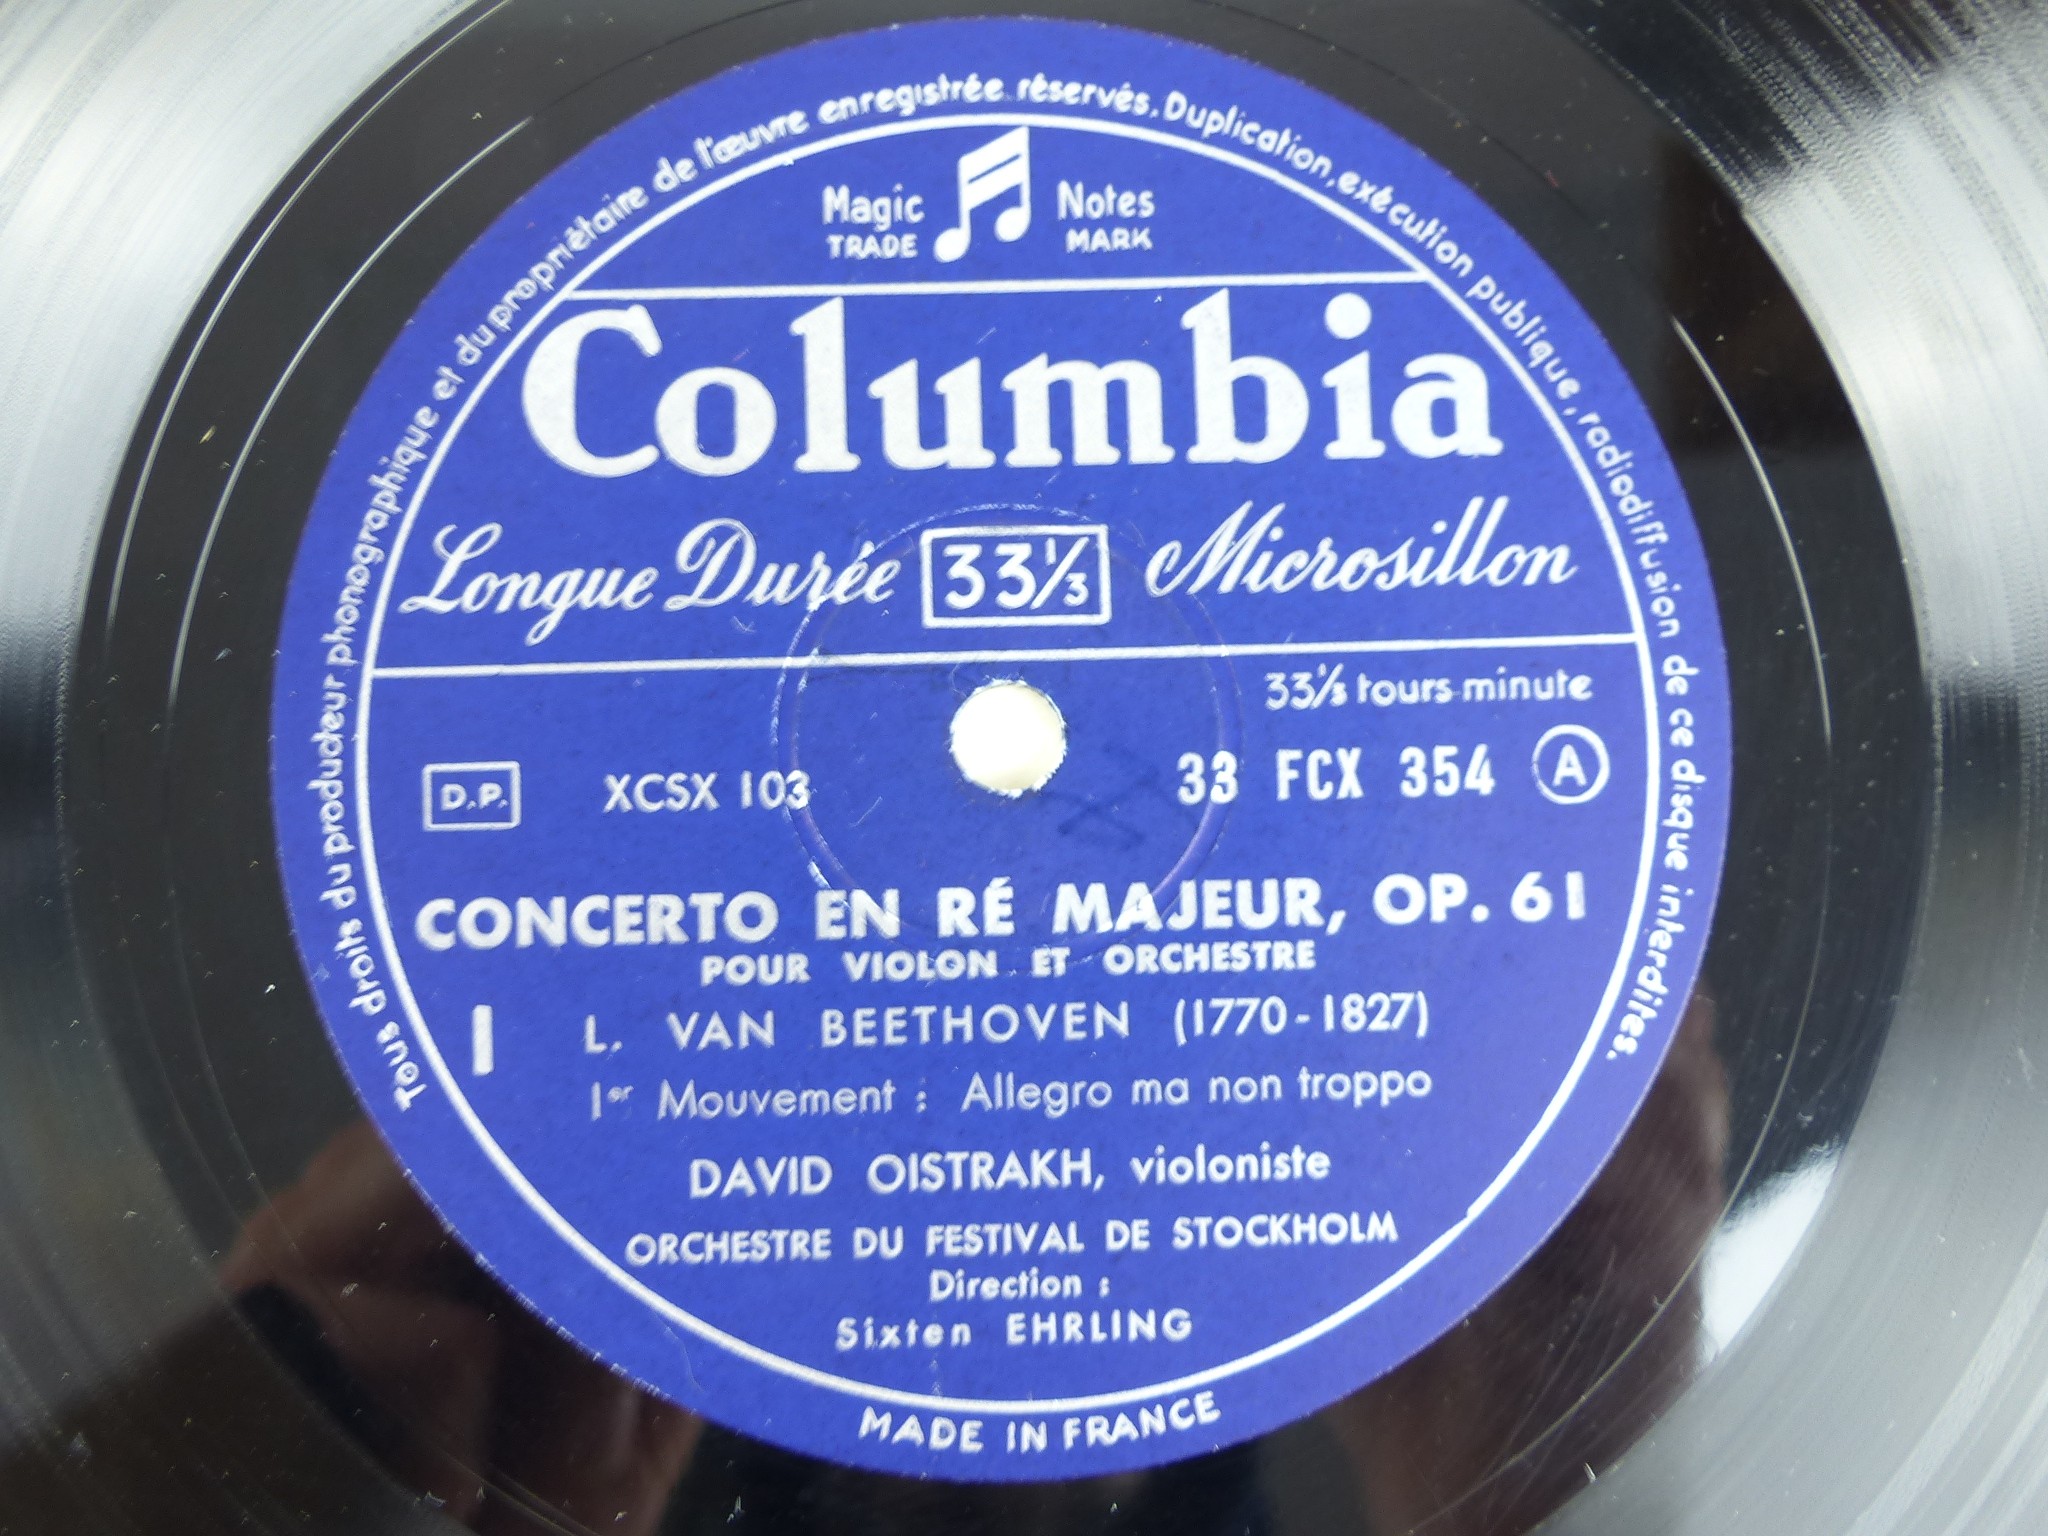 Tous droits du producteur phonographique et du propriétaire de l'œuvre enregistrée réservés. Duplication, exécution publique, radiodiffusion de ce disque interdites.
Magic Notes
TRADE MARK
Columbia
Longue Durée 33⅓ Microsillon
33⅓ tours minute
D.P. XCSX 103 33 FCX 354 A
CONCERTO EN RÉ MAJEUR, OP. 61
POUR VIOLON ET ORCHESTRE
I L. VAN BEETHOVEN (1770-1827)
1er Mouvement : Allegro ma non troppo
DAVID OISTRAKH, violoniste
ORCHESTRE DU FESTIVAL DE STOCKHOLM
Direction :
Sixten EHRLING
MADE IN FRANCE